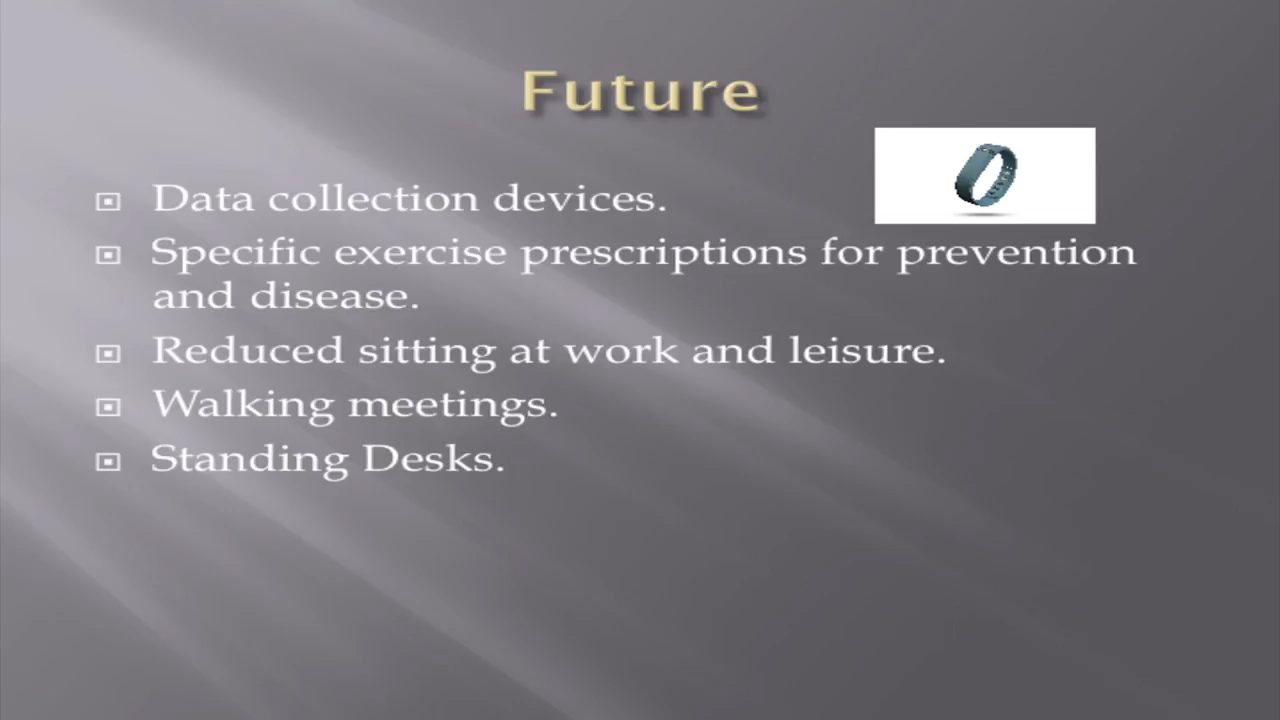 Future
Data collection devices.
Specific exercise prescriptions for prevention
and disease.
Reduced sitting at work and leisure.
Walking meetings.
Standing Desks.